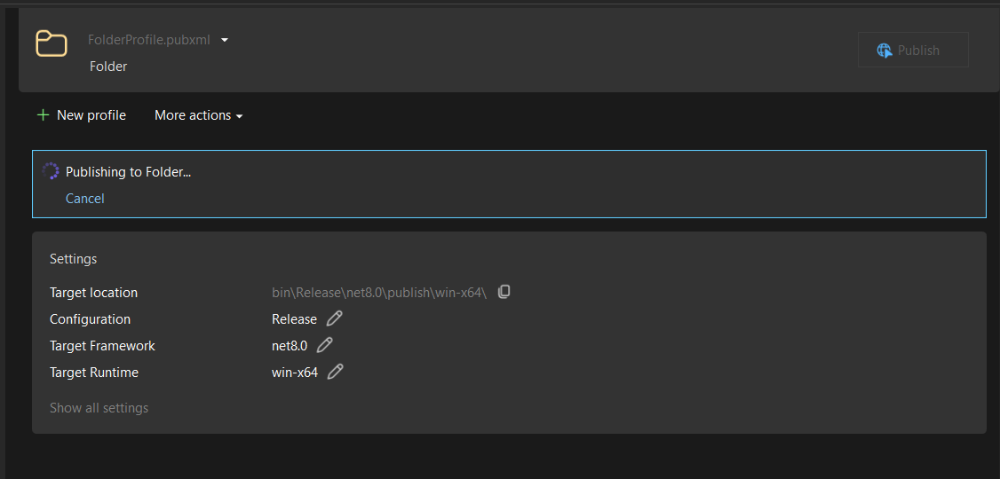 FolderProfile.pubxml
Publish
Folder
New profile
More actions
Publishing to Folder...
Cancel
Settings
Target location bin\Release\net8.0\publish\win-x64\
Configuration Release
Target Framework net8.0
Target Runtime win-x64
Show all settings